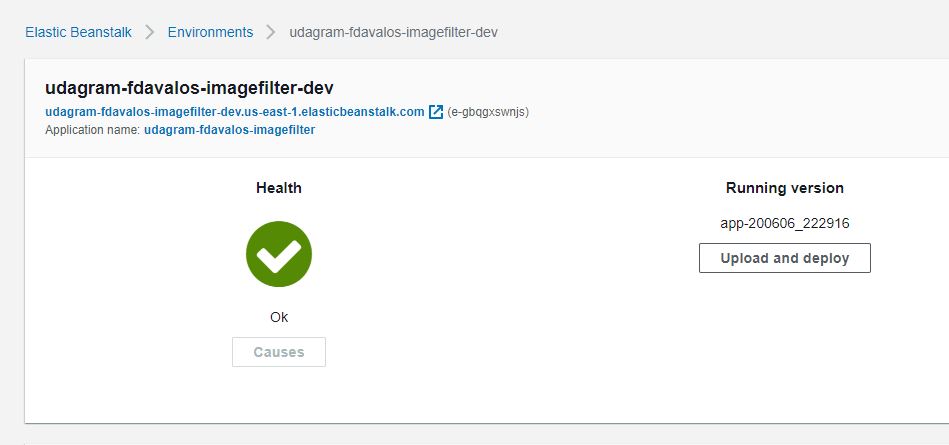 Elastic Beanstalk > Environments > udagram-fdavalos-imagefilter-dev
udagram-fdavalos-imagefilter-dev
udagram-fdavalos-imagefilter-dev.us-east-1.elasticbeanstalk.com (e-gbqgxswnjs)
Application name: udagram-fdavalos-imagefilter
Health
Running version
app-200606_222916
Upload and deploy
Ok
Causes